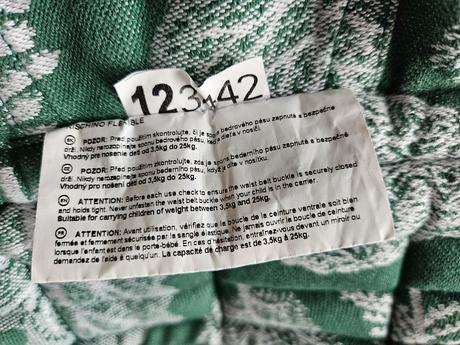 123442
KISCHINO FLEXIBLE
POZOR: Pred použitím skontrolujte, či je spona bedrového pásu zapnutá a bezpečne
drží. Nikdy nerozopínajte sponu bedrového pásu, keď je dieťa v nosiči.
Vhodný pre nosenie detí od 3,5kg do 25kg.
CZ POZOR: Před použitím zkontrolujte, zda je spona bederního pásu zapnutá a bezpečně
drží. Nikdy nerozepínejte sponu bederního pásu, když je dítě v nosítku.
Vhodný pro nošení dětí od 3,5kg do 25kg.
EN ATTENTION: Before each use check to ensure the waist belt buckle is securely closed
and holds tight. Never unfasten the waist belt buckle when your child is in the carrier.
Suitable for carrying children of weight between 3,5kg and 25kg.
FR ATTENTION: Avant utilisation, vérifiez que la boucle de la ceinture ventrale soit bien
fermée et fermement sécurisée par la sangle élastique. Ne jamais ouvrir la boucle de ceinture
lorsque l'enfant est dans le porte-bébé. En cas d'hésitation, entraînez-vous devant un miroir ou
demandez de l'aide à quelqu'un. La capacité de charge est de 3,5kg à 25kg.